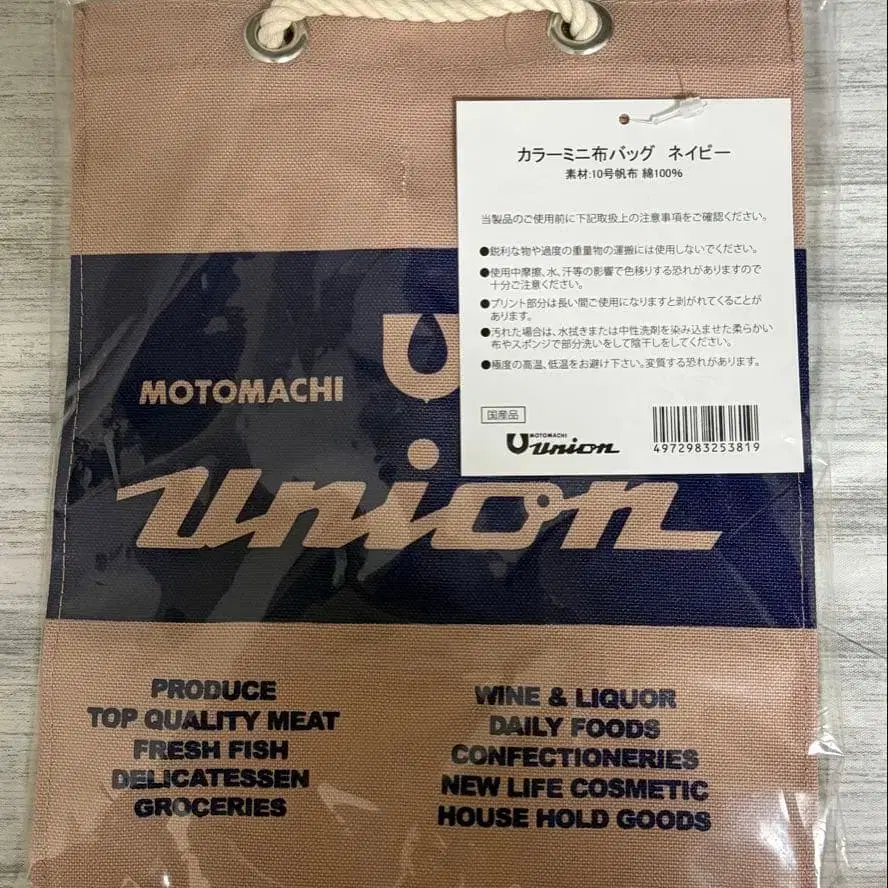 カラーミニ布バッグ ネイビー
素材:10号帆布 綿100%
当製品のご使用前に下記取扱上の注意事項をご確認ください。
●鋭利な物や過度の重量物の運搬には使用しないでください。
●使用中摩擦、水、汗等の影響で色移りする恐れがありますので
十分ご注意ください。
●プリント部分は長い間ご使用になりますと剥がれてくることが
あります。
●汚れた場合は、水拭きまたは中性洗剤を染み込ませた柔らかい
布やスポンジで部分洗いをして陰干しをしてください。
●極度の高温、低温をお避け下さい。変質する恐れがあります。
国産品
MOTOMACHI
Union
4972983253819
MOTOMACHI
union
PRODUCE
TOP QUALITY MEAT
FRESH FISH
DELICATESSEN
GROCERIES
WINE & LIQUOR
DAILY FOODS
CONFECTIONERIES
NEW LIFE COSMETIC
HOUSE HOLD GOODS